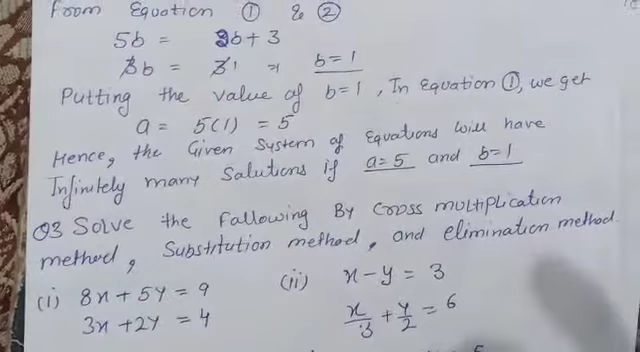 From Equation ① & ②
5b = 2b + 3
3b = 3 1 ⇒ b = 1
Putting the value of b = 1 , In Equation ①, we get
a = 5(1) = 5
Hence, the Given System of Equations will have
Infinitely many Solutions if a = 5 and b = 1
Q3 Solve the Following By Cross multiplication
method, Substitution method, and elimination method.
(i) 8x + 5y = 9 (ii) x - y = 3
3x + 2y = 4 x/3 + y/2 = 6